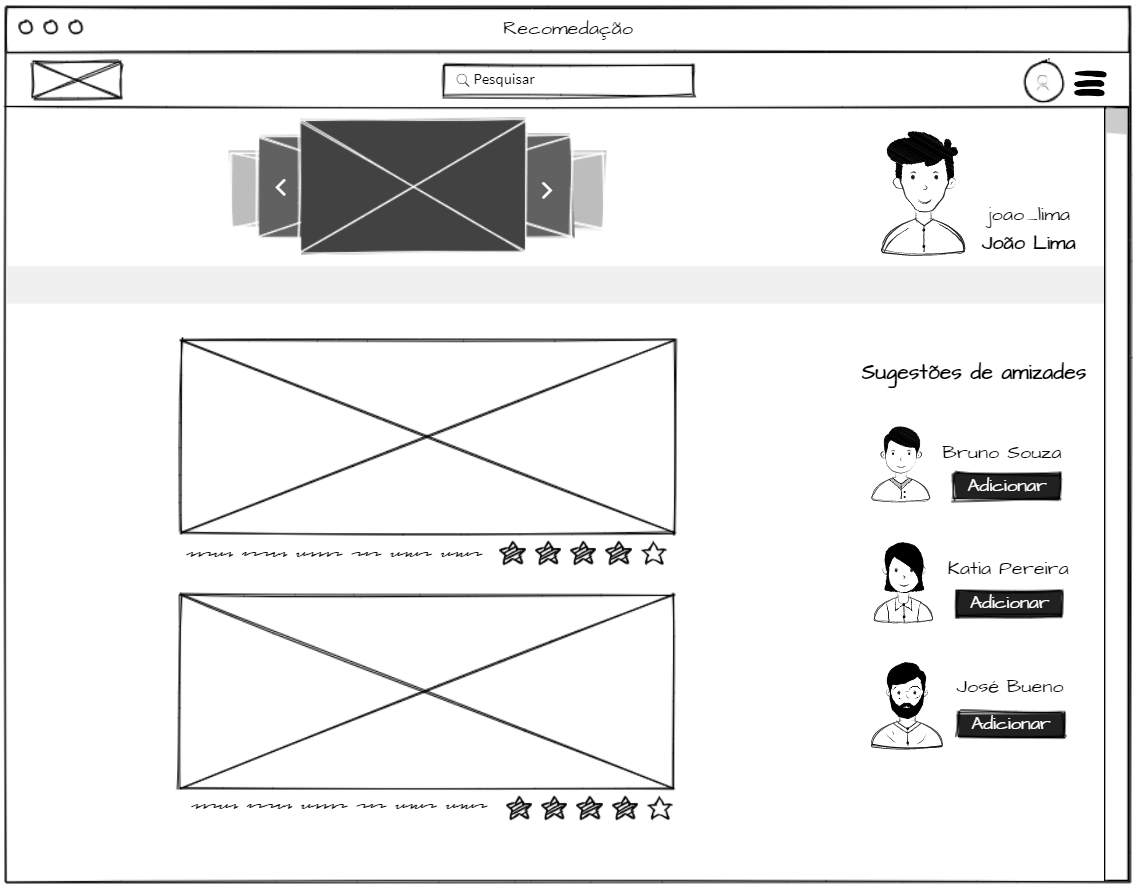 Recomedação
Pesquisar
joao_lima
João Lima
Sugestões de amizades
Bruno Souza
Adicionar
Katia Pereira
Adicionar
José Bueno
Adicionar